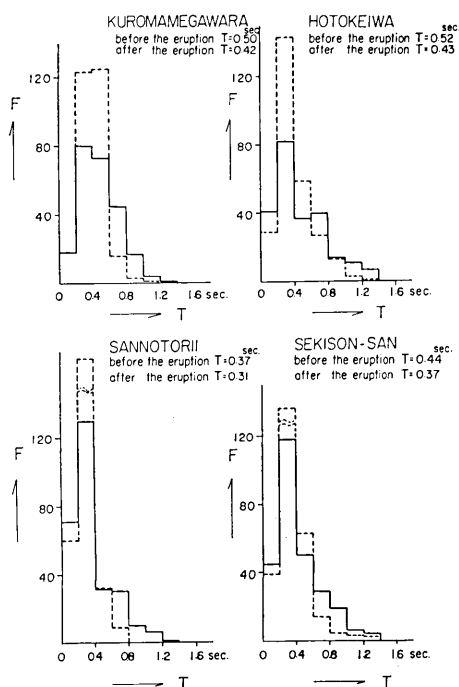 KUROMAMEGAWARA
sec.
before the eruption T=0.50
after the eruption T=0.42
F
120
80
40
0 0.4 0.8 1.2 1.6 sec.
T
HOTOKEIWA
sec.
before the eruption T=0.52
after the eruption T=0.43
120
80
40
0 0.4 0.8 1.2 1.6 sec.
T
SANNOTORII
sec.
before the eruption T=0.37
after the eruption T=0.31
F
120
80
40
0 0.4 0.8 1.2 1.6 sec.
T
SEKISON-SAN
sec.
before the eruption T=0.44
after the eruption T=0.37
F
120
80
40
0 0.4 0.8 1.2 1.6 sec.
T